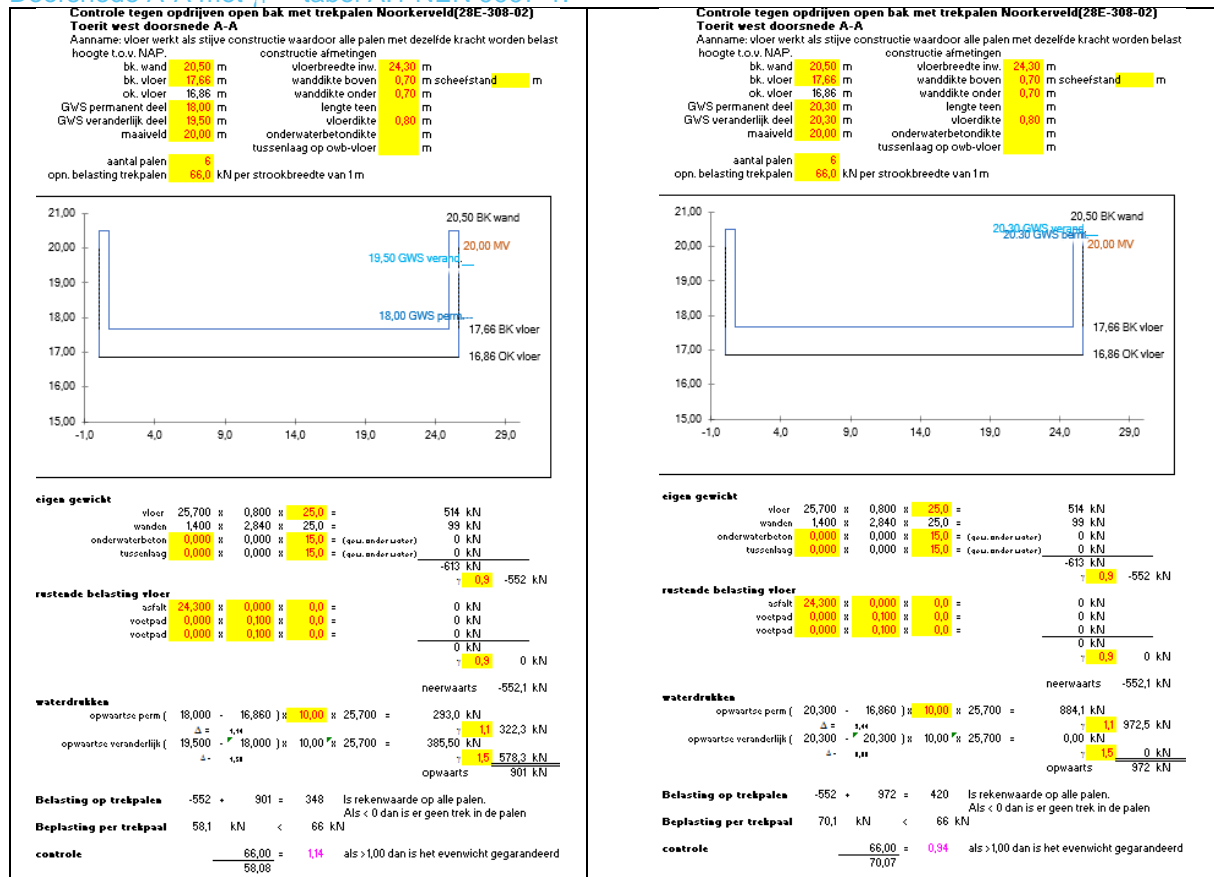 Controle tegen opdrijven open bak met trekpalen Noorkerveld(28E-308-02)
Toerit west doorsnede A-A
Aanname: vloer werkt als stijve constructie waardoor alle palen met dezelfde kracht worden belast
hoogte t.o.v. NAP. constructie afmetingen
bk. wand 20,50 m vloerbreedte inw. 24,30 m
bk. vloer 17,66 m wanddikte boven 0,70 m scheefstand m
ok. vloer 16,86 m wanddikte onder 0,70 m
GWS permanent deel 18,00 m lengte teen m
GWS veranderlijk deel 19,50 m vloerdikte 0,80 m
maaiveld 20,00 m onderwaterbetondikte m
tussenlaag op owb-vloer m
aantal palen 6
opn. belasting trekpalen 66,0 kN per strookbreedte van 1 m
21,00
20,00
19,00
18,00
17,00
16,00
15,00
-1,0 4,0 9,0 14,0 19,0 24,0 29,0
20,50 BK wand
20,00 MV
19,50 GWS verand.
18,00 GWS perm.
17,66 BK vloer
16,86 OK vloer
eigen gewicht
vloer 25,700 x 0,800 x 25,0 = 514 kN
wanden 1,400 x 2,840 x 25,0 = 99 kN
onderwaterbeton 0,000 x 0,000 x 15,0 = (gew. onder water) 0 kN
tussenlaag 0,000 x 0,000 x 15,0 = (gew. onder water) 0 kN
-613 kN
γ 0,9 -552 kN
rustende belasting vloer
asfalt 24,300 x 0,000 x 0,0 = 0 kN
voetpad 0,000 x 0,100 x 0,0 = 0 kN
voetpad 0,000 x 0,100 x 0,0 = 0 kN
0 kN
γ 0,9 0 kN
neerwaarts -552,1 kN
waterdrukken
opwaartse perm ( 18,000 - 16,860 ) x 10,00 x 25,700 = 293,0 kN
Δ = 1,14 γ 1,1 322,3 kN
opwaartse veranderlijk ( 19,500 - 18,000 ) x 10,00 x 25,700 = 385,50 kN
Δ - 1,50 γ 1,5 578,3 kN
opwaarts 901 kN
Belasting op trekpalen -552 + 901 = 348 Is rekenwaarde op alle palen.
Als < 0 dan is er geen trek in de palen
Beplasting per trekpaal 58,1 kN < 66 kN
controle 66,00 = 1,14 als >1,00 dan is het evenwicht gegarandeerd
58,08
Controle tegen opdrijven open bak met trekpalen Noorkerveld(28E-308-02)
Toerit west doorsnede A-A
Aanname: vloer werkt als stijve constructie waardoor alle palen met dezelfde kracht worden belast
hoogte t.o.v. NAP. constructie afmetingen
bk. wand 20,50 m vloerbreedte inw. 24,30 m
bk. vloer 17,66 m wanddikte boven 0,70 m scheefstand m
ok. vloer 16,86 m wanddikte onder 0,70 m
GWS permanent deel 20,30 m lengte teen m
GWS veranderlijk deel 20,30 m vloerdikte 0,80 m
maaiveld 20,00 m onderwaterbetondikte m
tussenlaag op owb-vloer m
aantal palen 6
opn. belasting trekpalen 66,0 kN per strookbreedte van 1 m
21,00
20,00
19,00
18,00
17,00
16,00
15,00
-1,0 4,0 9,0 14,0 19,0 24,0 29,0
20,50 BK wand
20,30 GWS verand.
20,30 GWS perm.
20,00 MV
17,66 BK vloer
16,86 OK vloer
eigen gewicht
vloer 25,700 x 0,800 x 25,0 = 514 kN
wanden 1,400 x 2,840 x 25,0 = 99 kN
onderwaterbeton 0,000 x 0,000 x 15,0 = (gew. onder water) 0 kN
tussenlaag 0,000 x 0,000 x 15,0 = (gew. onder water) 0 kN
-613 kN
γ 0,9 -552 kN
rustende belasting vloer
asfalt 24,300 x 0,000 x 0,0 = 0 kN
voetpad 0,000 x 0,100 x 0,0 = 0 kN
voetpad 0,000 x 0,100 x 0,0 = 0 kN
0 kN
γ 0,9 0 kN
neerwaarts -552,1 kN
waterdrukken
opwaartse perm ( 20,300 - 16,860 ) x 10,00 x 25,700 = 884,1 kN
Δ = 3,44 γ 1,1 972,5 kN
opwaartse veranderlijk ( 20,300 - 20,300 ) x 10,00 x 25,700 = 0,00 kN
Δ - 0,00 γ 1,5 0 kN
opwaarts 972 kN
Belasting op trekpalen -552 + 972 = 420 Is rekenwaarde op alle palen.
Als < 0 dan is er geen trek in de palen
Beplasting per trekpaal 70,1 kN < 66 kN
controle 66,00 = 0,94 als >1,00 dan is het evenwicht gegarandeerd
70,07